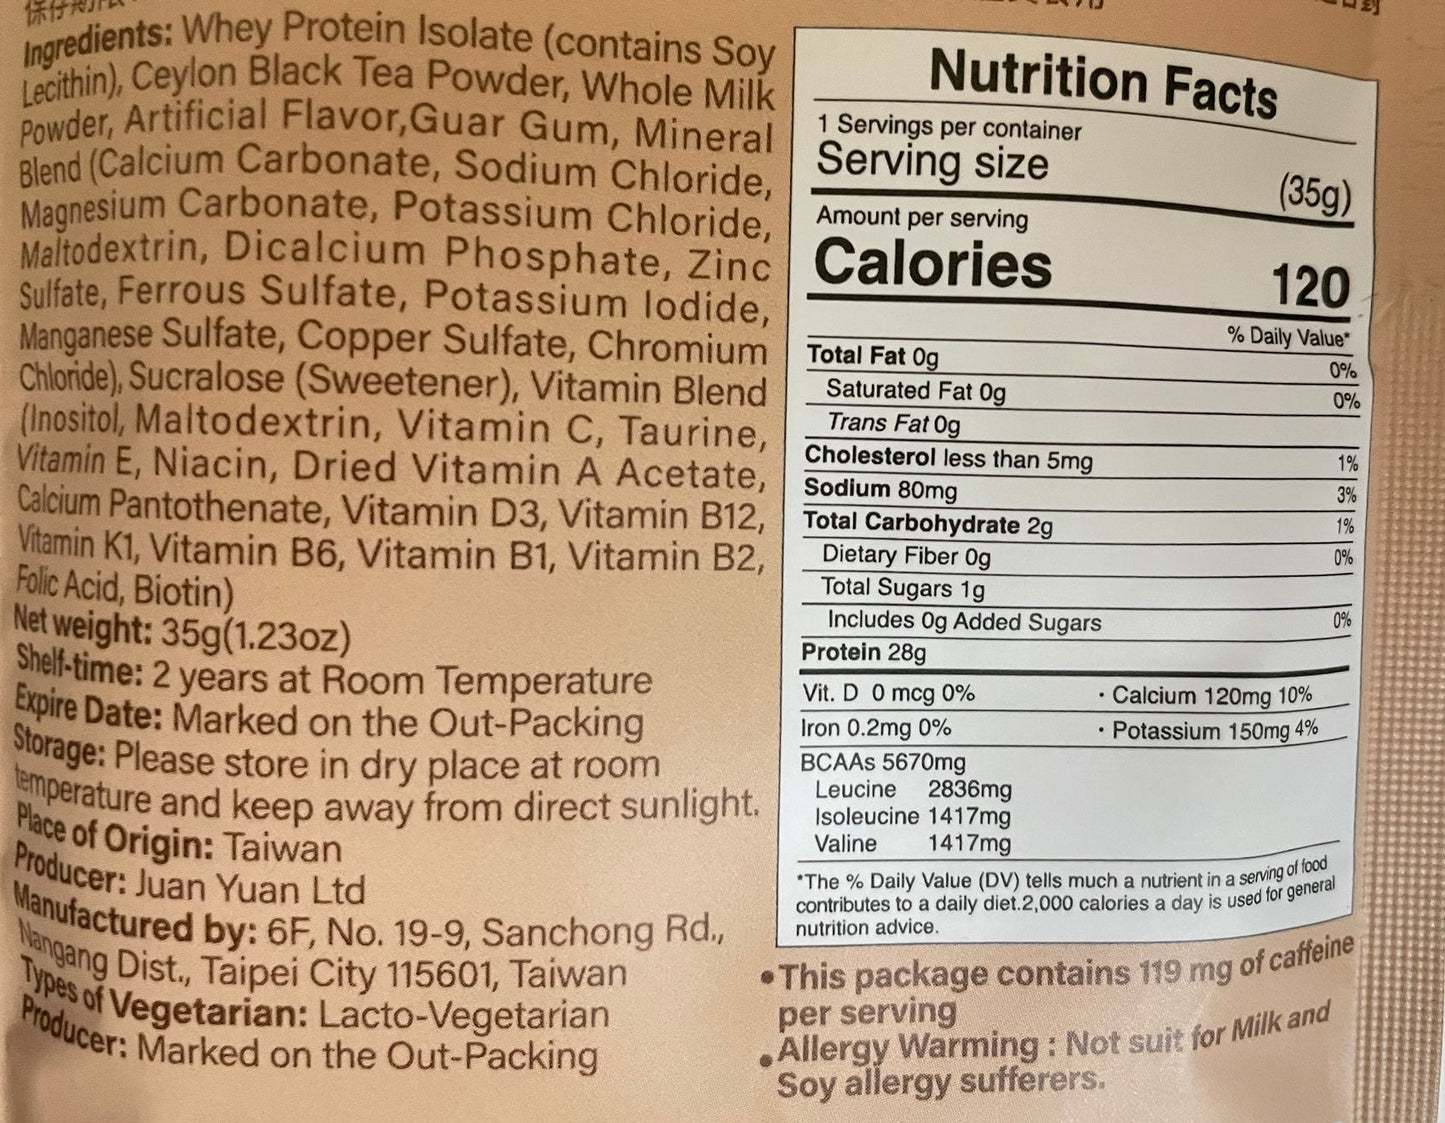 Ingredients: Whey Protein Isolate (contains Soy
Lecithin), Ceylon Black Tea Powder, Whole Milk
Powder, Artificial Flavor,Guar Gum, Mineral
Blend (Calcium Carbonate, Sodium Chloride,
Magnesium Carbonate, Potassium Chloride,
Maltodextrin, Dicalcium Phosphate, Zinc
Sulfate, Ferrous Sulfate, Potassium Iodide,
Manganese Sulfate, Copper Sulfate, Chromium
Chloride), Sucralose (Sweetener), Vitamin Blend
(Inositol, Maltodextrin, Vitamin C, Taurine,
Vitamin E, Niacin, Dried Vitamin A Acetate,
Calcium Pantothenate, Vitamin D3, Vitamin B12,
Vitamin K1, Vitamin B6, Vitamin B1, Vitamin B2,
Folic Acid, Biotin)
Net weight: 35g(1.23oz)
Shelf-time: 2 years at Room Temperature
Expire Date: Marked on the Out-Packing
Storage: Please store in dry place at room
temperature and keep away from direct sunlight.
Place of Origin: Taiwan
Producer: Juan Yuan Ltd
Manufactured by: 6F, No. 19-9, Sanchong Rd.,
Nangang Dist., Taipei City 115601, Taiwan
Types of Vegetarian: Lacto-Vegetarian
Producer: Marked on the Out-Packing
Nutrition Facts
1 Servings per container
Serving size (35g)
Amount per serving
Calories 120
% Daily Value*
Total Fat 0g 0%
Saturated Fat 0g 0%
Trans Fat 0g
Cholesterol less than 5mg 1%
Sodium 80mg 3%
Total Carbohydrate 2g 1%
Dietary Fiber 0g 0%
Total Sugars 1g
Includes 0g Added Sugars 0%
Protein 28g
Vit. D 0 mcg 0% • Calcium 120mg 10%
Iron 0.2mg 0% • Potassium 150mg 4%
BCAAs 5670mg
Leucine 2836mg
Isoleucine 1417mg
Valine 1417mg
*The % Daily Value (DV) tells much a nutrient in a serving of food
contributes to a daily diet.2,000 calories a day is used for general
nutrition advice.
•This package contains 119 mg of caffeine
per serving
•Allergy Warming : Not suit for Milk and
Soy allergy sufferers.